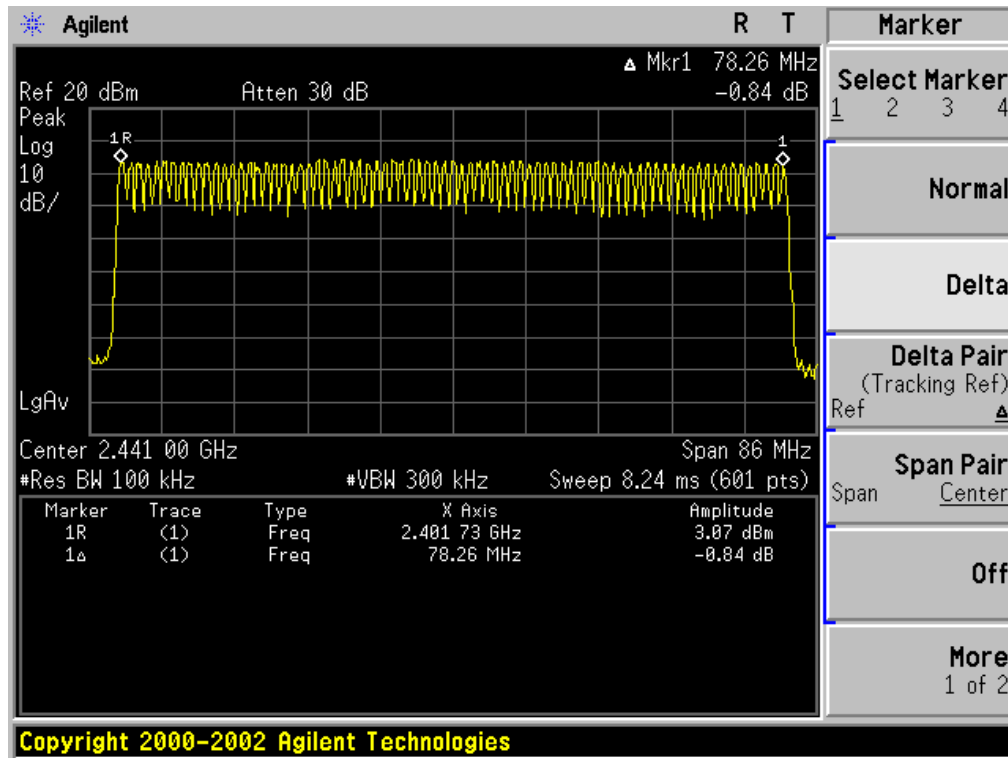 Agilent R T
Δ Mkr1 78.26 MHz
Ref 20 dBm Atten 30 dB -0.84 dB
Peak
Log
10
dB/
1R
1
LgAv
Center 2.441 00 GHz Span 86 MHz
#Res BW 100 kHz #VBW 300 kHz Sweep 8.24 ms (601 pts)
Marker Trace Type X Axis Amplitude
1R (1) Freq 2.401 73 GHz 3.07 dBm
1Δ (1) Freq 78.26 MHz -0.84 dB
Copyright 2000-2002 Agilent Technologies
Marker
Select Marker
1 2 3 4
Normal
Delta
Delta Pair
(Tracking Ref)
Ref Δ
Span Pair
Span Center
Off
More
1 of 2